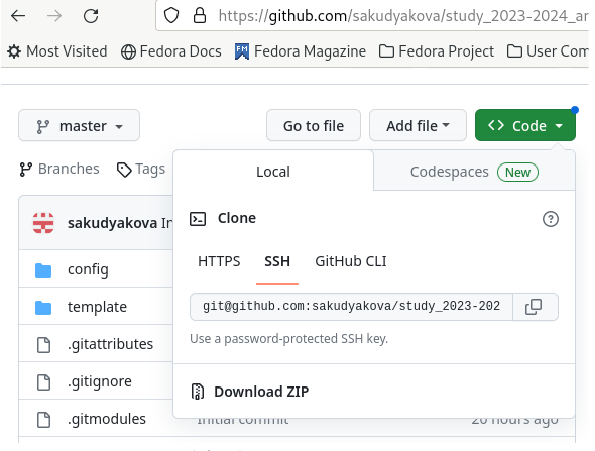 https://github.com/sakudyakova/study_2023-2024_ar
Most Visited Fedora Docs Fedora Magazine Fedora Project User Com
master Go to file Add file Code
Branches Tags
Local Codespaces New
Clone
sakudyakova In
HTTPS SSH GitHub CLI
config
git@github.com:sakudyakova/study_2023-202
template
Use a password-protected SSH key.
.gitattributes
.gitignore
Download ZIP
.gitmodules Initial commit 20 hours ago